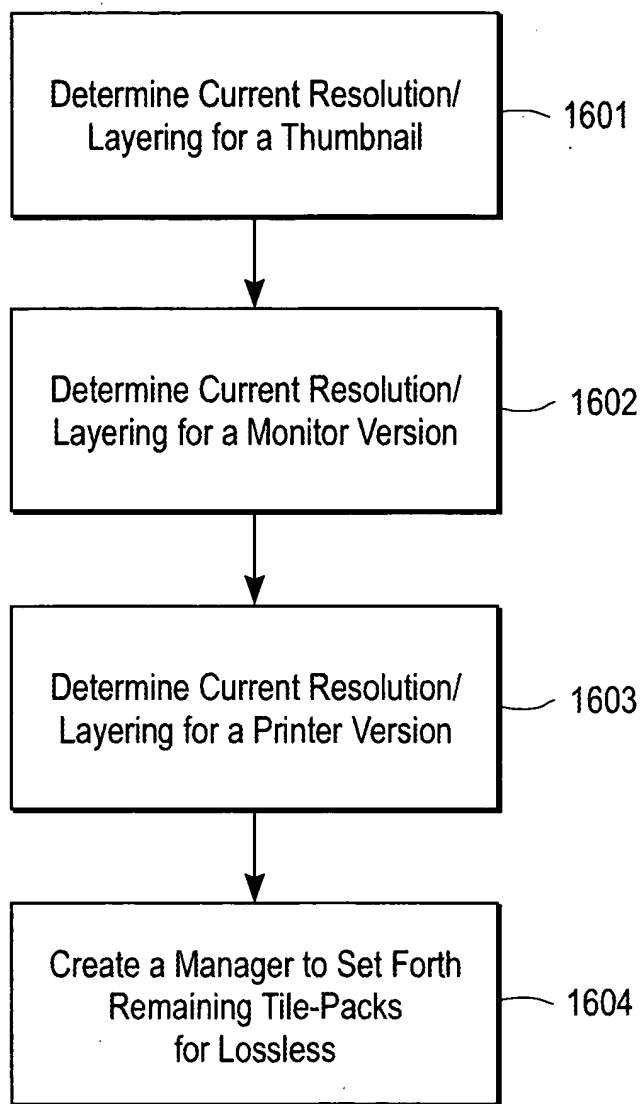 Determine Current Resolution/
Layering for a Thumbnail
1601
Determine Current Resolution/
Layering for a Monitor Version
1602
Determine Current Resolution/
Layering for a Printer Version
1603
Create a Manager to Set Forth
Remaining Tile-Packs
for Lossless
1604